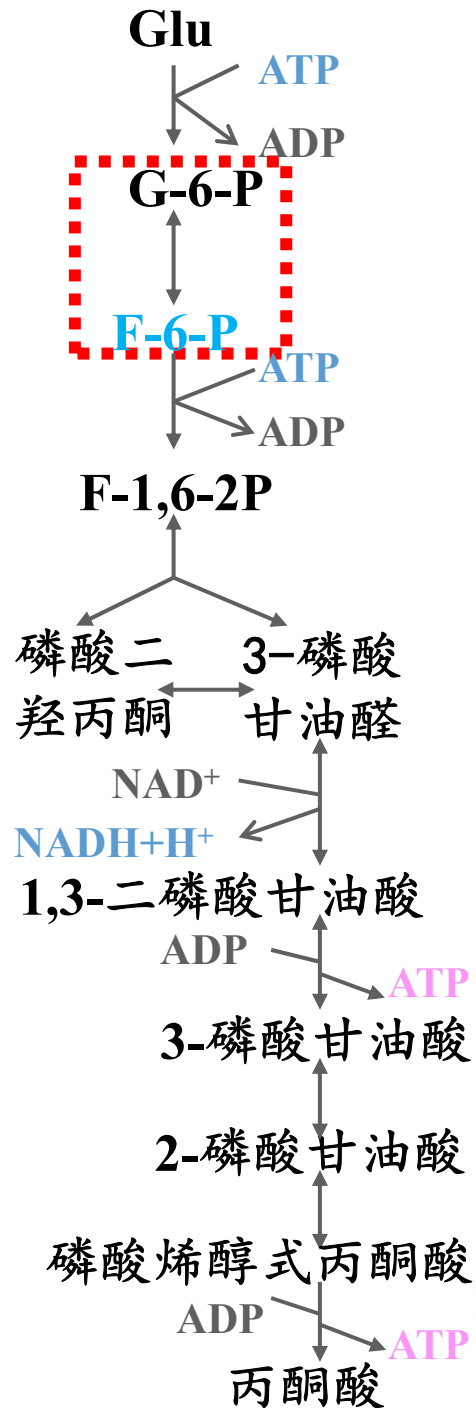 Glu
ATP
ADP
G-6-P
F-6-P
ATP
ADP
F-1,6-2P
磷酸二
羟丙酮
3-磷酸
甘油醛
NAD⁺
NADH+H⁺
1,3-二磷酸甘油酸
ADP
ATP
3-磷酸甘油酸
2-磷酸甘油酸
磷酸烯醇式丙酮酸
ADP
ATP
丙酮酸